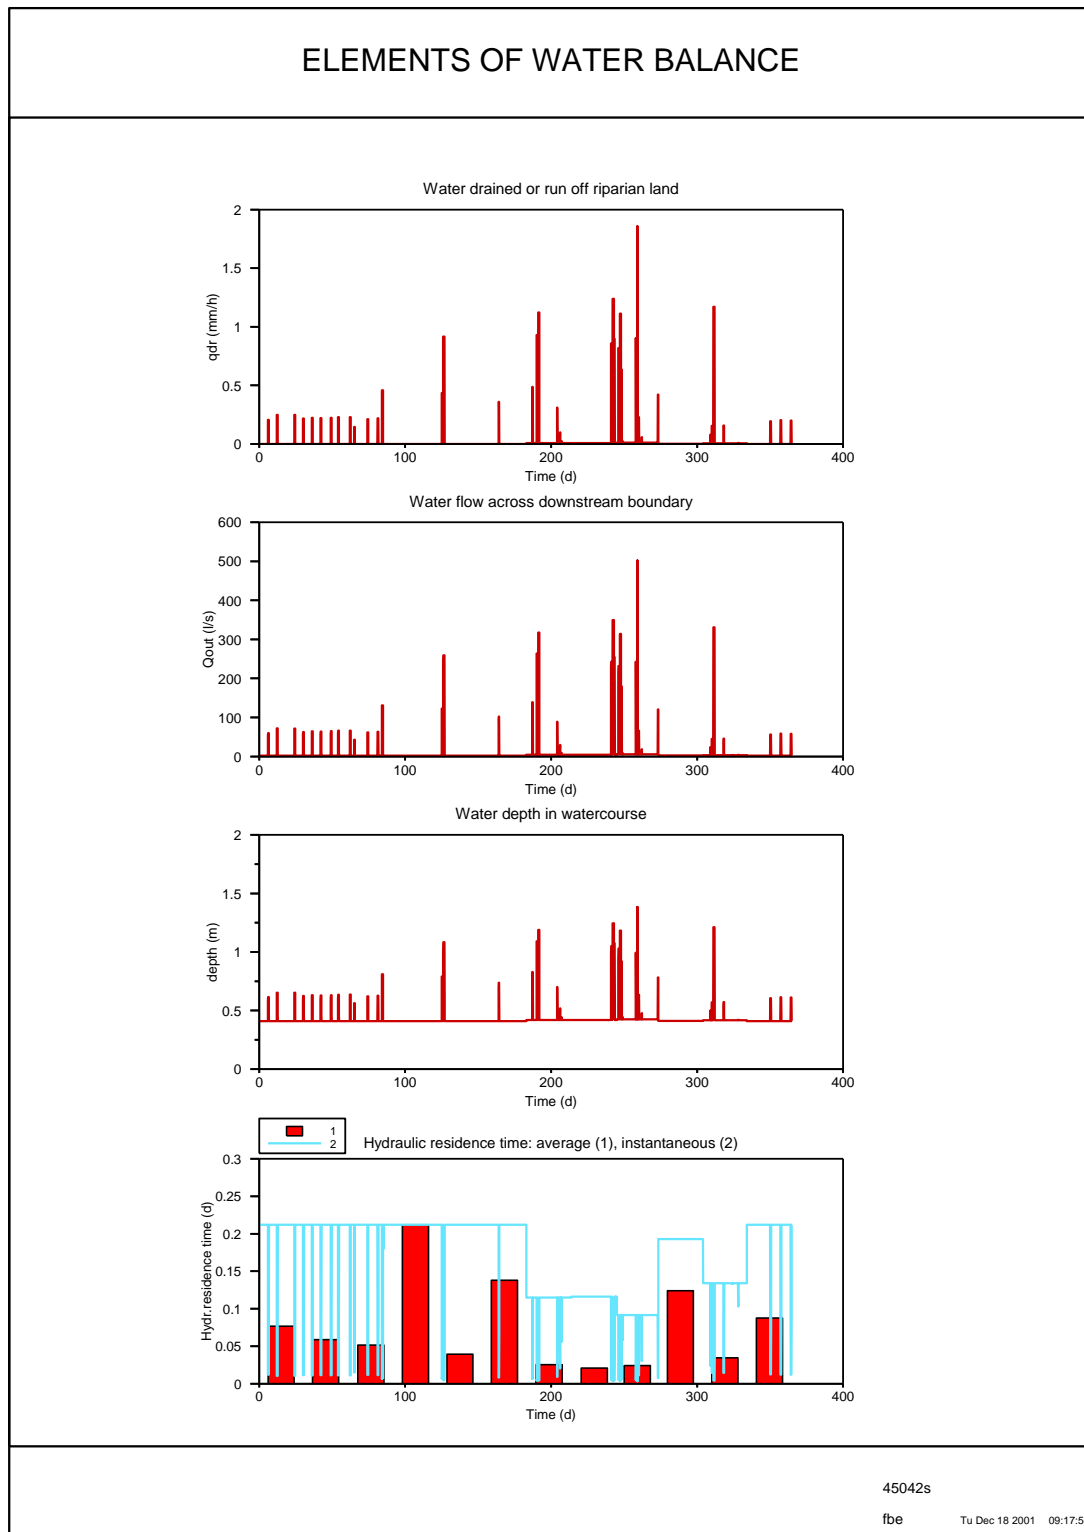 ELEMENTS OF WATER BALANCE
Water drained or run off riparian land
2
1.5
1
0.5
0
qdr (mm/h)
0 100 200 300 400
Time (d)
Water flow across downstream boundary
600
500
400
300
200
100
0
Qout (l/s)
0 100 200 300 400
Time (d)
Water depth in watercourse
2
1.5
1
0.5
0
depth (m)
0 100 200 300 400
Time (d)
1
2
Hydraulic residence time: average (1), instantaneous (2)
0.3
0.25
0.2
0.15
0.1
0.05
0
Hydr.residence time (d)
0 100 200 300 400
Time (d)
45042s
fbe Tu Dec 18 2001 09:17:5